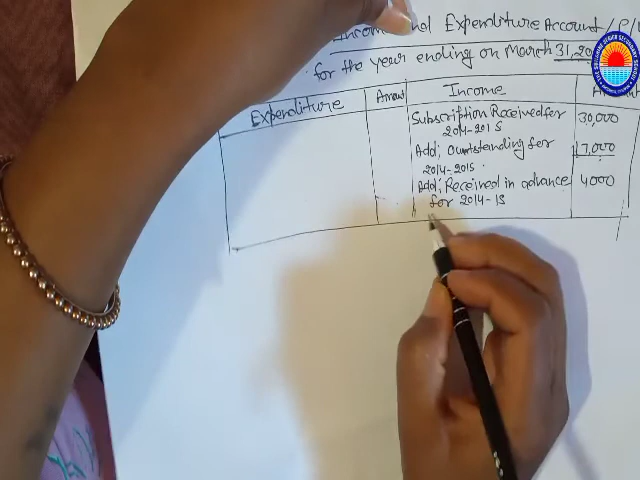 and Expenditure Account / P/
for the year ending on March 31, 20
Expenditure Amount Income
Subscription Received for 30,000
2014-2015
Add; Outstanding for 17,000
2014-2015.
Add; Received in advance 4000
for 2014-15